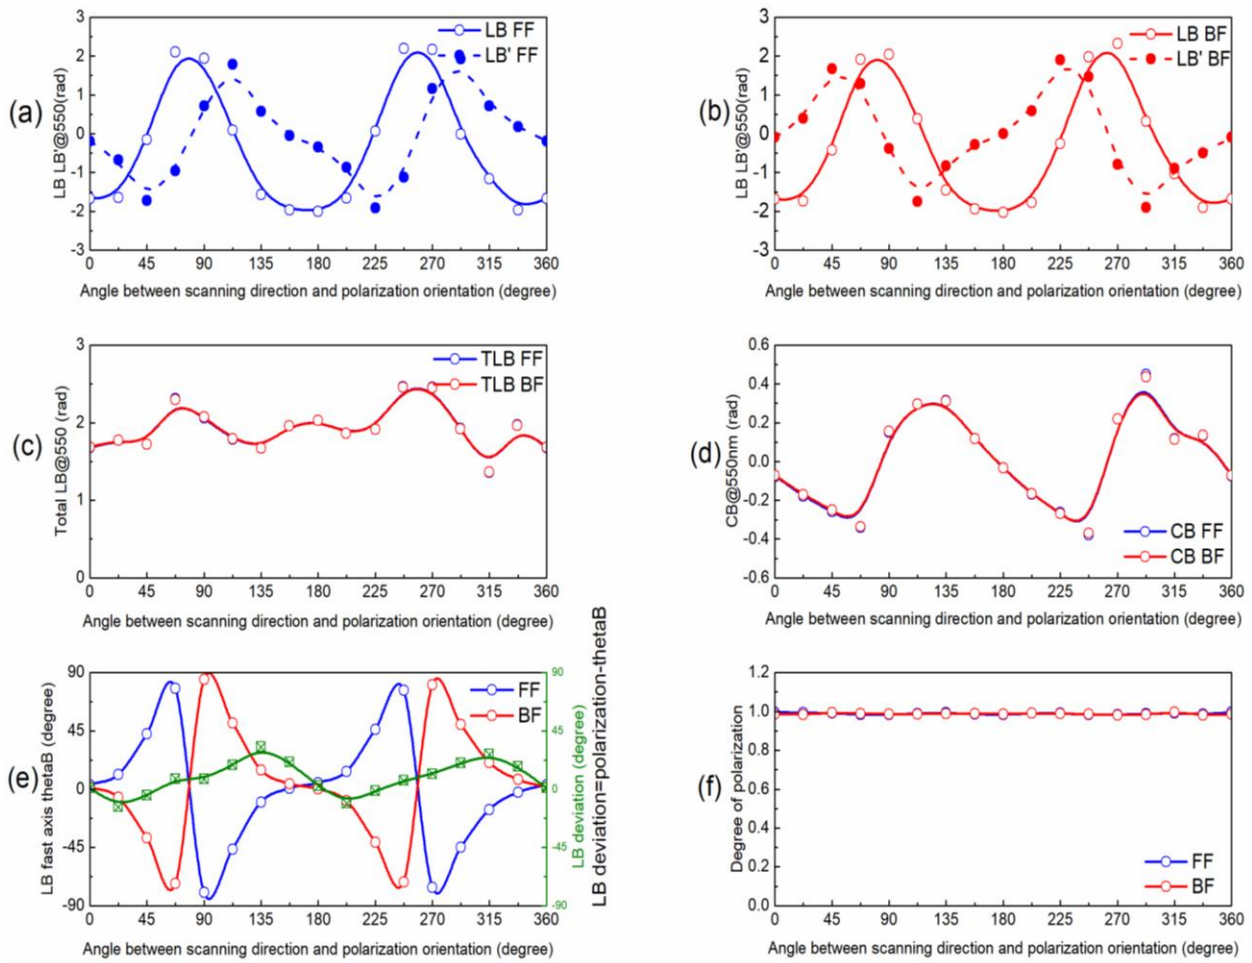 (a)
LB LB'@550(rad)
3
2
1
0
-1
-2
-3
LB FF
LB' FF
0 45 90 135 180 225 270 315 360
Angle between scanning direction and polarization orientation (degree)
(b)
LB LB'@550(rad)
3
2
1
0
-1
-2
-3
LB BF
LB' BF
0 45 90 135 180 225 270 315 360
Angle between scanning direction and polarization orientation (degree)
(c)
Total LB@550 (rad)
3
2
1
0
TLB FF
TLB BF
0 45 90 135 180 225 270 315 360
Angle between scanning direction and polarization orientation (degree)
(d)
CB@550nm (rad)
0.6
0.4
0.2
0.0
-0.2
-0.4
-0.6
CB FF
CB BF
0 45 90 135 180 225 270 315 360
Angle between scanning direction and polarization orientation (degree)
(e)
LB fast axis thetaB (degree)
90
45
0
-45
-90
FF
BF
90
45
0
-45
-90
LB deviation (degree)
LB deviation=polarization-thetaB
0 45 90 135 180 225 270 315 360
Angle between scanning direction and polarization orientation (degree)
(f)
Degree of polarization
1.2
1.0
0.8
0.6
0.4
0.2
0.0
FF
BF
0 45 90 135 180 225 270 315 360
Angle between scanning direction and polarization orientation (degree)